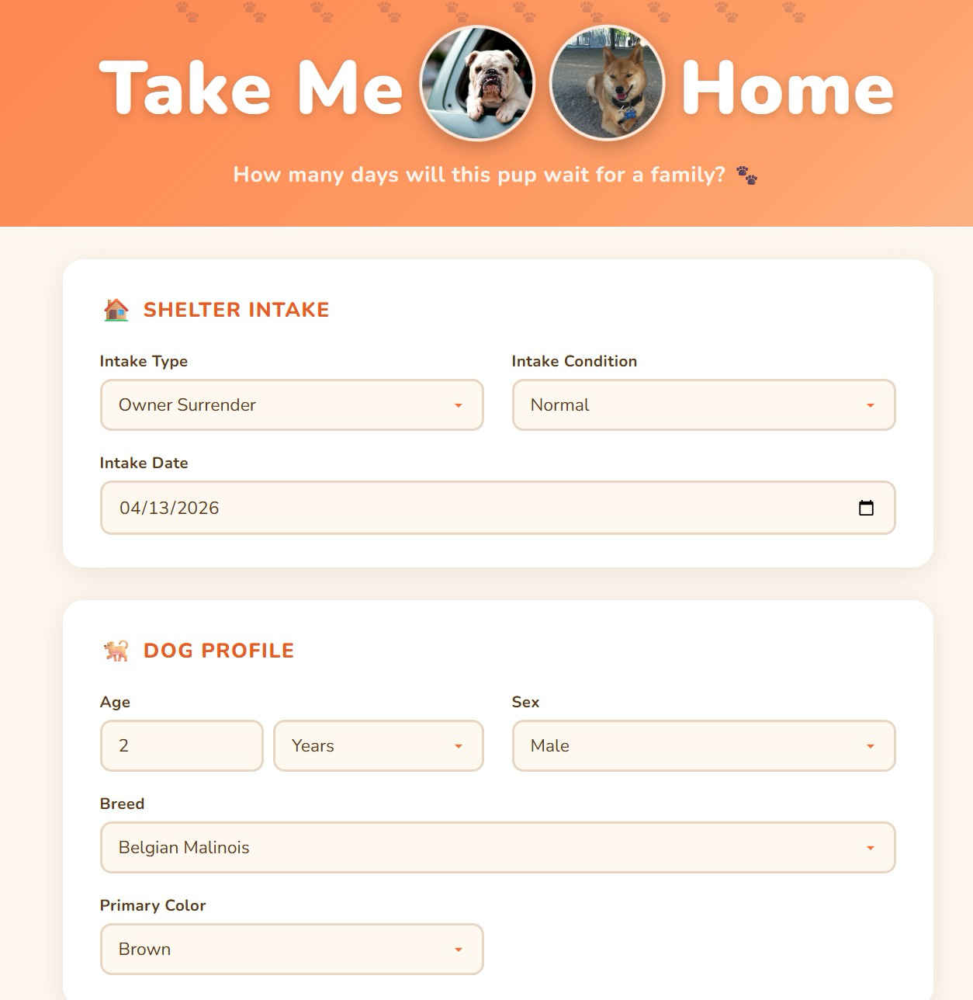 Take Me Home
How many days will this pup wait for a family?
SHELTER INTAKE
Intake Type
Owner Surrender
Intake Condition
Normal
Intake Date
04/13/2026
DOG PROFILE
Age
2
Years
Sex
Male
Breed
Belgian Malinois
Primary Color
Brown